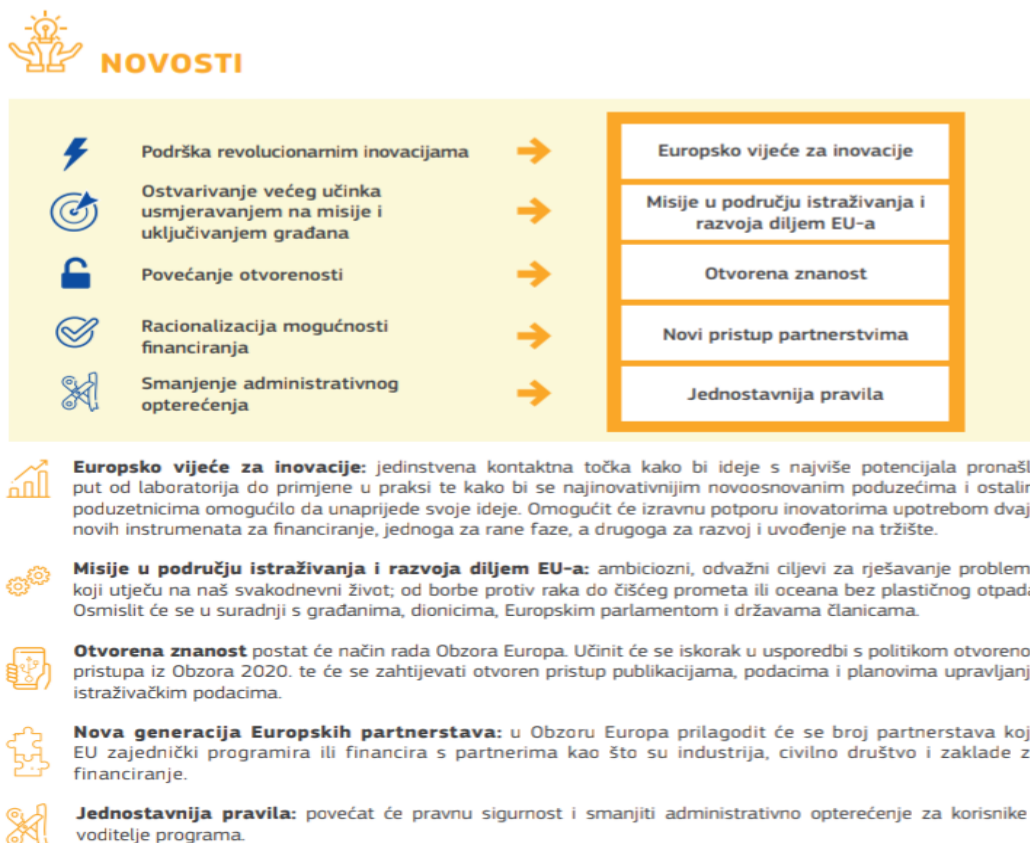 NOVOSTI
Podrška revolucionarnim inovacijama
Europsko vijeće za inovacije
Ostvarivanje većeg učinka
usmjeravanjem na misije i
uključivanjem građana
Misije u području istraživanja i
razvoja diljem EU-a
Povećanje otvorenosti
Otvorena znanost
Racionalizacija mogućnosti
financiranja
Novi pristup partnerstvima
Smanjenje administrativnog
opterećenja
Jednostavnija pravila
Europsko vijeće za inovacije: jedinstvena kontaktna točka kako bi ideje s najviše potencijala pronašl
put od laboratorija do primjene u praksi te kako bi se najinovativnijim novoosnovanim poduzećima i ostalim
poduzetnicima omogućilo da unaprijede svoje ideje. Omogućit će izravnu potporu inovatorima upotrebom dvaj
novih instrumenata za financiranje, jednoga za rane faze, a drugoga za razvoj i uvođenje na tržište.
Misije u području istraživanja i razvoja diljem EU-a: ambiciozni, odvažni ciljevi za rješavanje problem
koji utječu na naš svakodnevni život; od borbe protiv raka do čišćeg prometa ili oceana bez plastičnog otpada
Osmislit će se u suradnji s građanima, dionicima, Europskim parlamentom i državama članicama.
Otvorena znanost postat će način rada Obzora Europa. Učinit će se iskorak u usporedbi s politikom otvoreno
pristupa iz Obzora 2020. te će se zahtijevati otvoren pristup publikacijama, podacima i planovima upravljanj
istraživačkim podacima.
Nova generacija Europskih partnerstava: u Obzoru Europa prilagodit će se broj partnerstava koj
EU zajednički programira ili financira s partnerima kao što su industrija, civilno društvo i zaklade z
financiranje.
Jednostavnija pravila: povećat će pravnu sigurnost i smanjiti administrativno opterećenje za korisnike
voditelje programa.